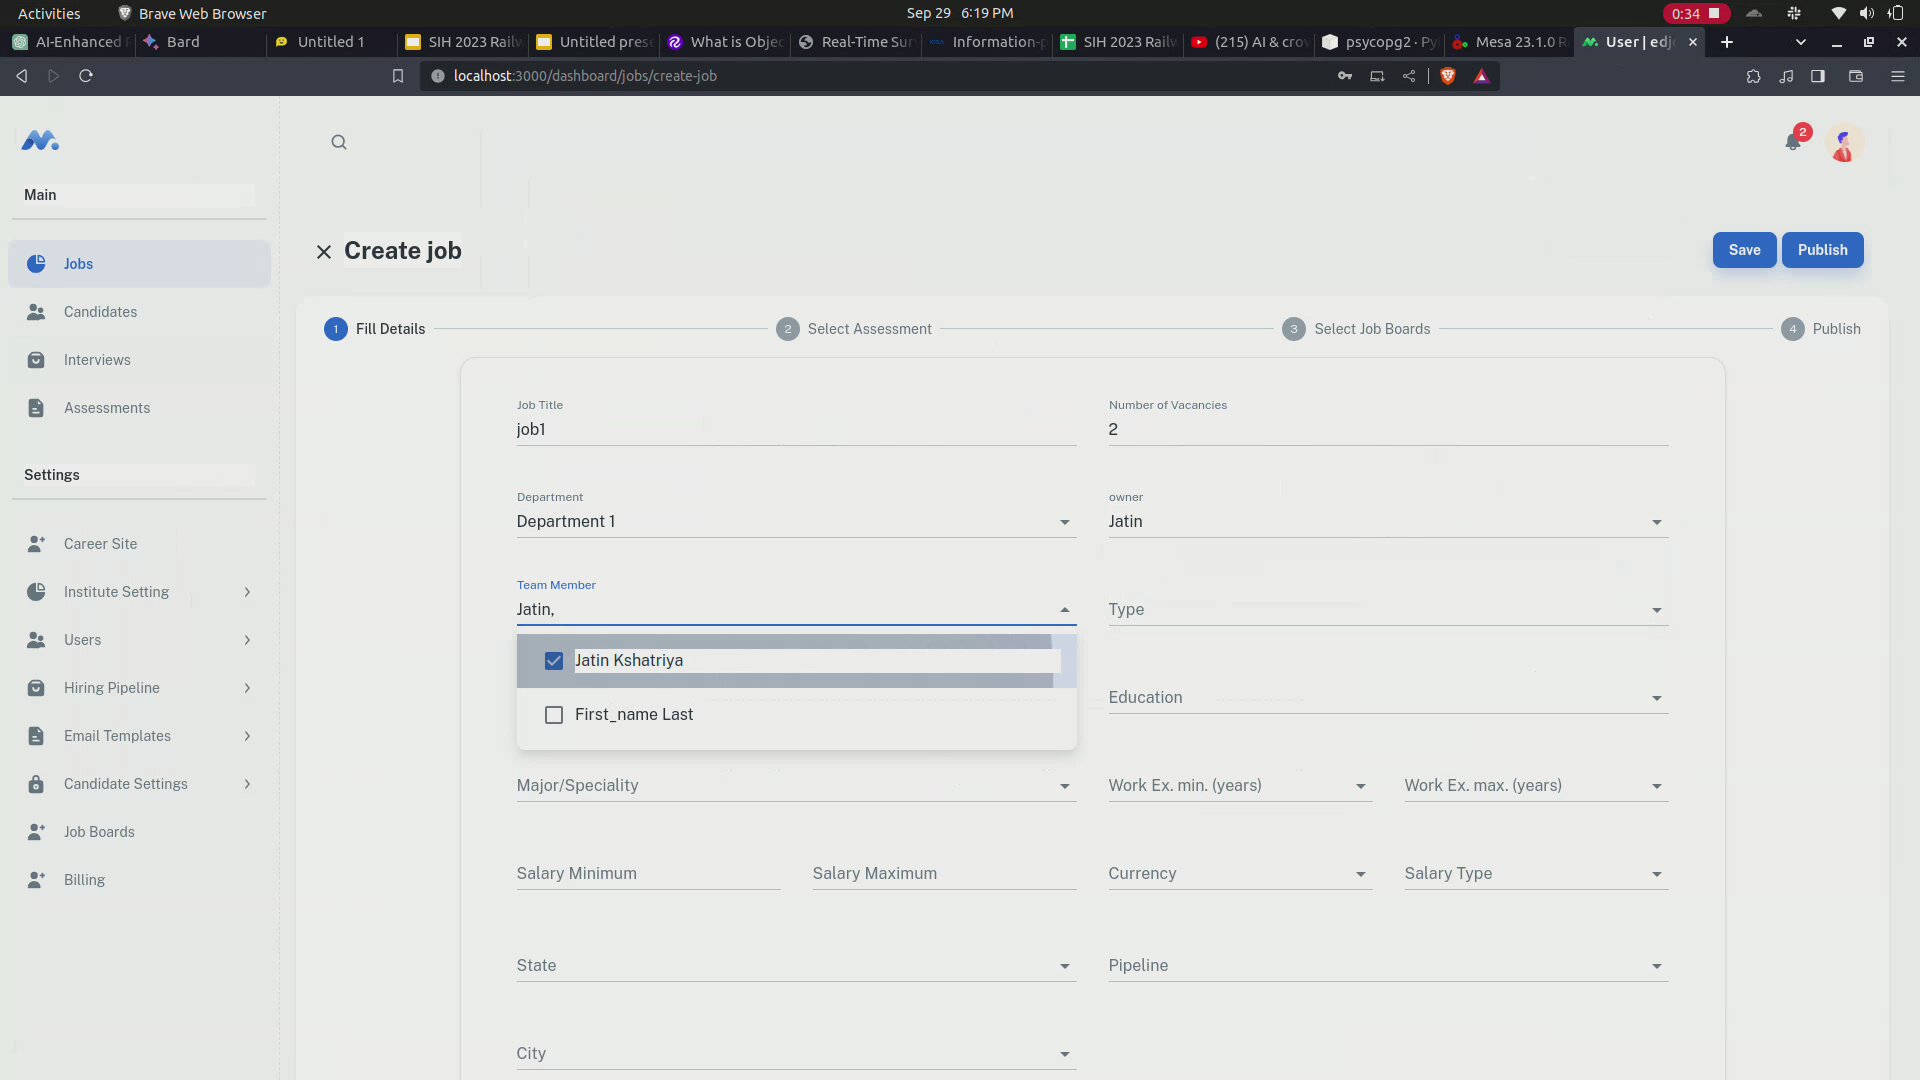 Activities
Brave Web Browser
Sep 29 6:19 PM
0:34
AI-Enhanced
Bard
Untitled 1
SIH 2023 Railw
Untitled prese
What is Objec
Real-Time Sur
Information-p
SIH 2023 Railw
(215) AI & crow
psycopg2 · Py
Mesa 23.1.0 R
User | edj
localhost:3000/dashboard/jobs/create-job
2
Main
Create job
Save
Publish
Jobs
Candidates
Interviews
Assessments
1 Fill Details
2 Select Assessment
3 Select Job Boards
4 Publish
Settings
Career Site
Institute Setting
Users
Hiring Pipeline
Email Templates
Candidate Settings
Job Boards
Billing
Job Title
job1
Number of Vacancies
2
Department
Department 1
owner
Jatin
Team Member
Jatin,
Type
Jatin Kshatriya
First_name Last
Education
Major/Speciality
Work Ex. min. (years)
Work Ex. max. (years)
Salary Minimum
Salary Maximum
Currency
Salary Type
State
Pipeline
City